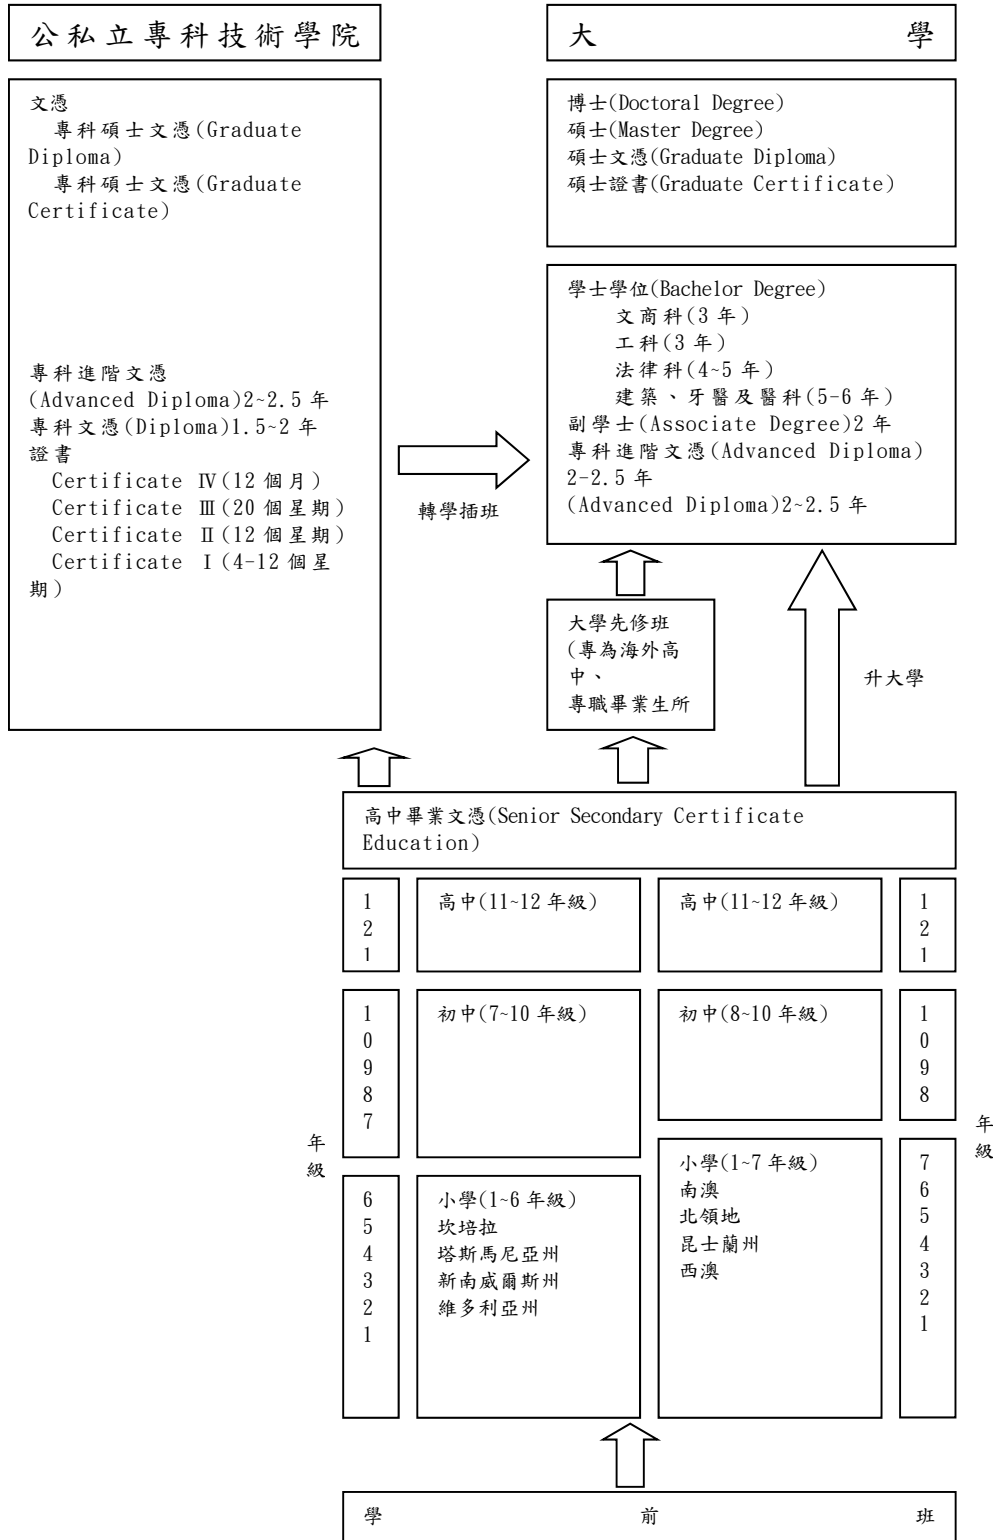 公私立專科技術學院
大 學
文憑
專科碩士文憑(Graduate
Diploma)
專科碩士文憑(Graduate
Certificate)
專科進階文憑
(Advanced Diploma)2~2.5 年
專科文憑(Diploma)1.5~2 年
證書
Certificate Ⅳ(12 個月)
Certificate Ⅲ(20 個星期)
Certificate Ⅱ(12 個星期)
Certificate Ⅰ(4-12 個星
期)
博士(Doctoral Degree)
碩士(Master Degree)
碩士文憑(Graduate Diploma)
碩士證書(Graduate Certificate)
學士學位(Bachelor Degree)
文商科(3 年)
工科(3 年)
法律科(4~5 年)
建築、牙醫及醫科(5-6 年)
副學士(Associate Degree)2 年
專科進階文憑(Advanced Diploma)
2-2.5 年
(Advanced Diploma)2~2.5 年
轉學插班
大學先修班
(專為海外高
中、
專職畢業生所
升大學
高中畢業文憑(Senior Secondary Certificate
Education)
1
2
1
高中(11~12 年級)
高中(11~12 年級)
1
2
1
1
0
9
8
7
初中(7~10 年級)
初中(8~10 年級)
1
0
9
8
年
級
年
級
6
5
4
3
2
1
小學(1~6 年級)
坎培拉
塔斯馬尼亞州
新南威爾斯州
維多利亞州
小學(1~7 年級)
南澳
北領地
昆士蘭州
西澳
7
6
5
4
3
2
1
學 前 班